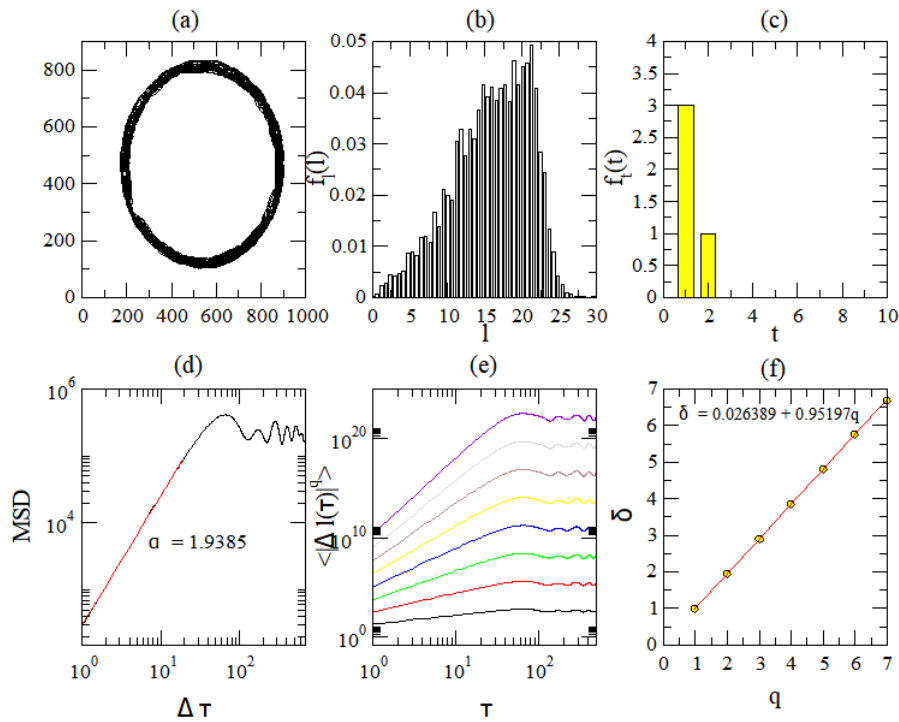 (a)
(b)
(c)
800
600
400
200
0
0 200 400 600 800 1000
f_l(l)
0.05
0.04
0.03
0.02
0.01
0
0 5 10 15 20 25 30
l
f_t(t)
4
3.5
3
2.5
2
1.5
1
0.5
0
0 2 4 6 8 10
t
(d)
(e)
(f)
MSD
10^6
10^4
α = 1.9385
10^0 10^1 10^2
Δ τ
<|Δ l(τ)|^q>
10^20
10^10
10^0
10^0 10^1 10^2
τ
δ
7
6
5
4
3
2
1
0
δ = 0.026389 + 0.95197q
0 1 2 3 4 5 6 7
q